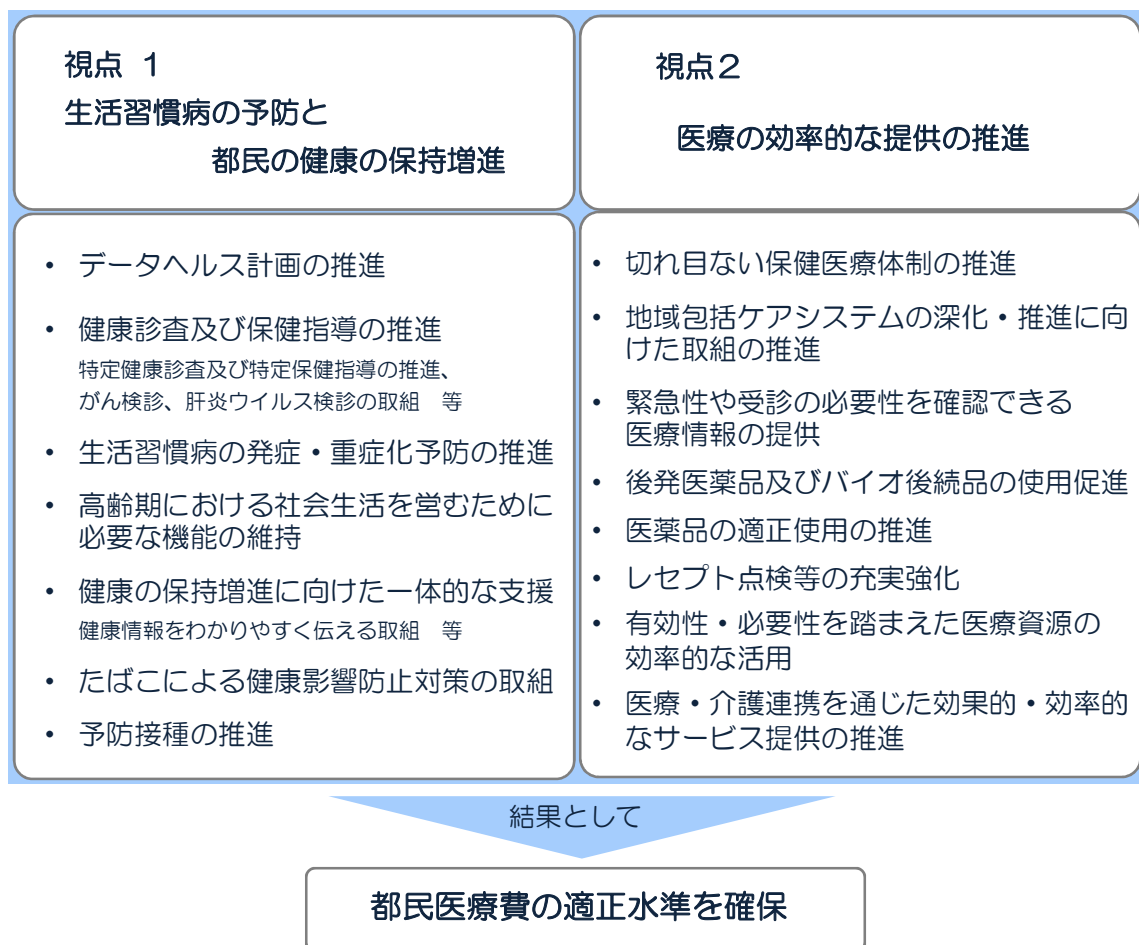 視点 1
生活習慣病の予防と
都民の健康の保持増進
・ データヘルス計画の推進
・ 健康診査及び保健指導の推進
特定健康診査及び特定保健指導の推進、
がん検診、肝炎ウイルス検診の取組 等
・ 生活習慣病の発症・重症化予防の推進
・ 高齢期における社会生活を営むために
必要な機能の維持
・ 健康の保持増進に向けた一体的な支援
健康情報をわかりやすく伝える取組 等
・ たばこによる健康影響防止対策の取組
・ 予防接種の推進
視点2
医療の効率的な提供の推進
・ 切れ目ない保健医療体制の推進
・ 地域包括ケアシステムの深化・推進に向
けた取組の推進
・ 緊急性や受診の必要性を確認できる
医療情報の提供
・ 後発医薬品及びバイオ後続品の使用促進
・ 医薬品の適正使用の推進
・ レセプト点検等の充実強化
・ 有効性・必要性を踏まえた医療資源の
効率的な活用
・ 医療・介護連携を通じた効果的・効率的
なサービス提供の推進
結果として
都民医療費の適正水準を確保